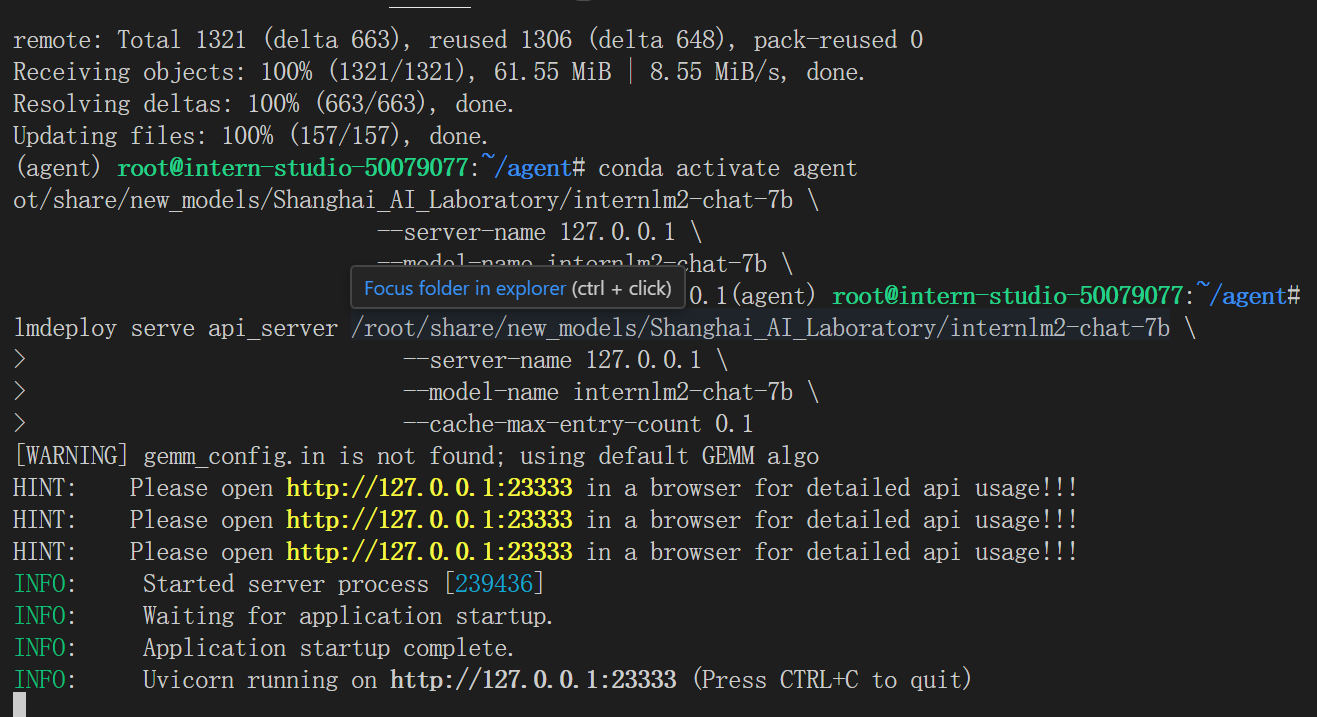 remote: Total 1321 (delta 663), reused 1306 (delta 648), pack-reused 0
Receiving objects: 100% (1321/1321), 61.55 MiB | 8.55 MiB/s, done.
Resolving deltas: 100% (663/663), done.
Updating files: 100% (157/157), done.
(agent) root@intern-studio-50079077:~/agent# conda activate agent
ot/share/new_models/Shanghai_AI_Laboratory/internlm2-chat-7b \
--server-name 127.0.0.1 \
--model-name internlm2-chat-7b \
Focus folder in explorer (ctrl + click)
0.1(agent) root@intern-studio-50079077:~/agent#
lmdeploy serve api_server /root/share/new_models/Shanghai_AI_Laboratory/internlm2-chat-7b \
> --server-name 127.0.0.1 \
> --model-name internlm2-chat-7b \
> --cache-max-entry-count 0.1
[WARNING] gemm_config.in is not found; using default GEMM algo
HINT: Please open http://127.0.0.1:23333 in a browser for detailed api usage!!!
HINT: Please open http://127.0.0.1:23333 in a browser for detailed api usage!!!
HINT: Please open http://127.0.0.1:23333 in a browser for detailed api usage!!!
INFO: Started server process [239436]
INFO: Waiting for application startup.
INFO: Application startup complete.
INFO: Uvicorn running on http://127.0.0.1:23333 (Press CTRL+C to quit)